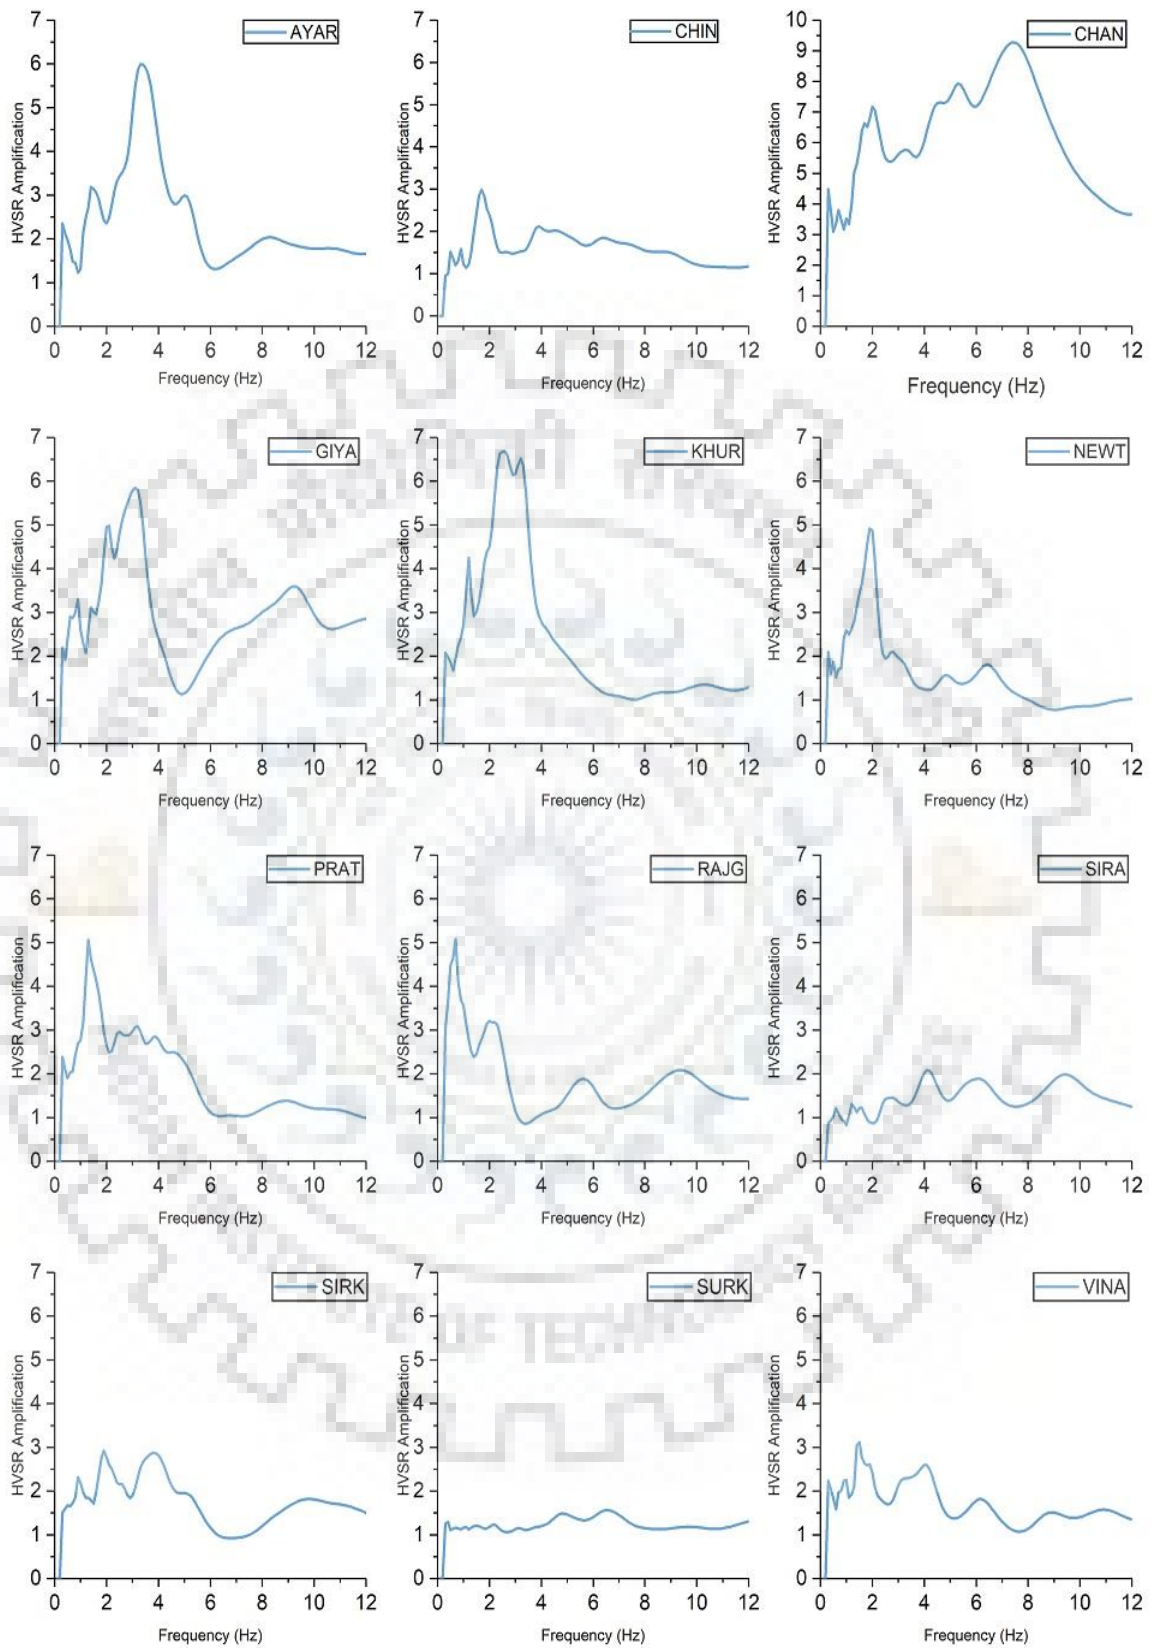 7 AYAR
6
5
4
3
2
1
0
HVSR Amplification
0 2 4 6 8 10 12
Frequency (Hz)
7 CHIN
6
5
4
3
2
1
0
HVSR Amplification
0 2 4 6 8 10 12
Frequency (Hz)
10 CHAN
9
8
7
6
5
4
3
2
1
0
HVSR Amplification
0 2 4 6 8 10 12
Frequency (Hz)
7 GIYA
6
5
4
3
2
1
0
HVSR Amplification
0 2 4 6 8 10 12
Frequency (Hz)
7 KHUR
6
5
4
3
2
1
0
HVSR Amplification
0 2 4 6 8 10 12
Frequency (Hz)
7 NEWT
6
5
4
3
2
1
0
HVSR Amplification
0 2 4 6 8 10 12
Frequency (Hz)
7 PRAT
6
5
4
3
2
1
0
HVSR Amplification
0 2 4 6 8 10 12
Frequency (Hz)
7 RAJG
6
5
4
3
2
1
0
HVSR Amplification
0 2 4 6 8 10 12
Frequency (Hz)
7 SIRA
6
5
4
3
2
1
0
HVSR Amplification
0 2 4 6 8 10 12
Frequency (Hz)
7 SIRK
6
5
4
3
2
1
0
HVSR Amplification
0 2 4 6 8 10 12
Frequency (Hz)
7 SURK
6
5
4
3
2
1
0
HVSR Amplification
0 2 4 6 8 10 12
Frequency (Hz)
7 VINA
6
5
4
3
2
1
0
HVSR Amplification
0 2 4 6 8 10 12
Frequency (Hz)
OF TECHN